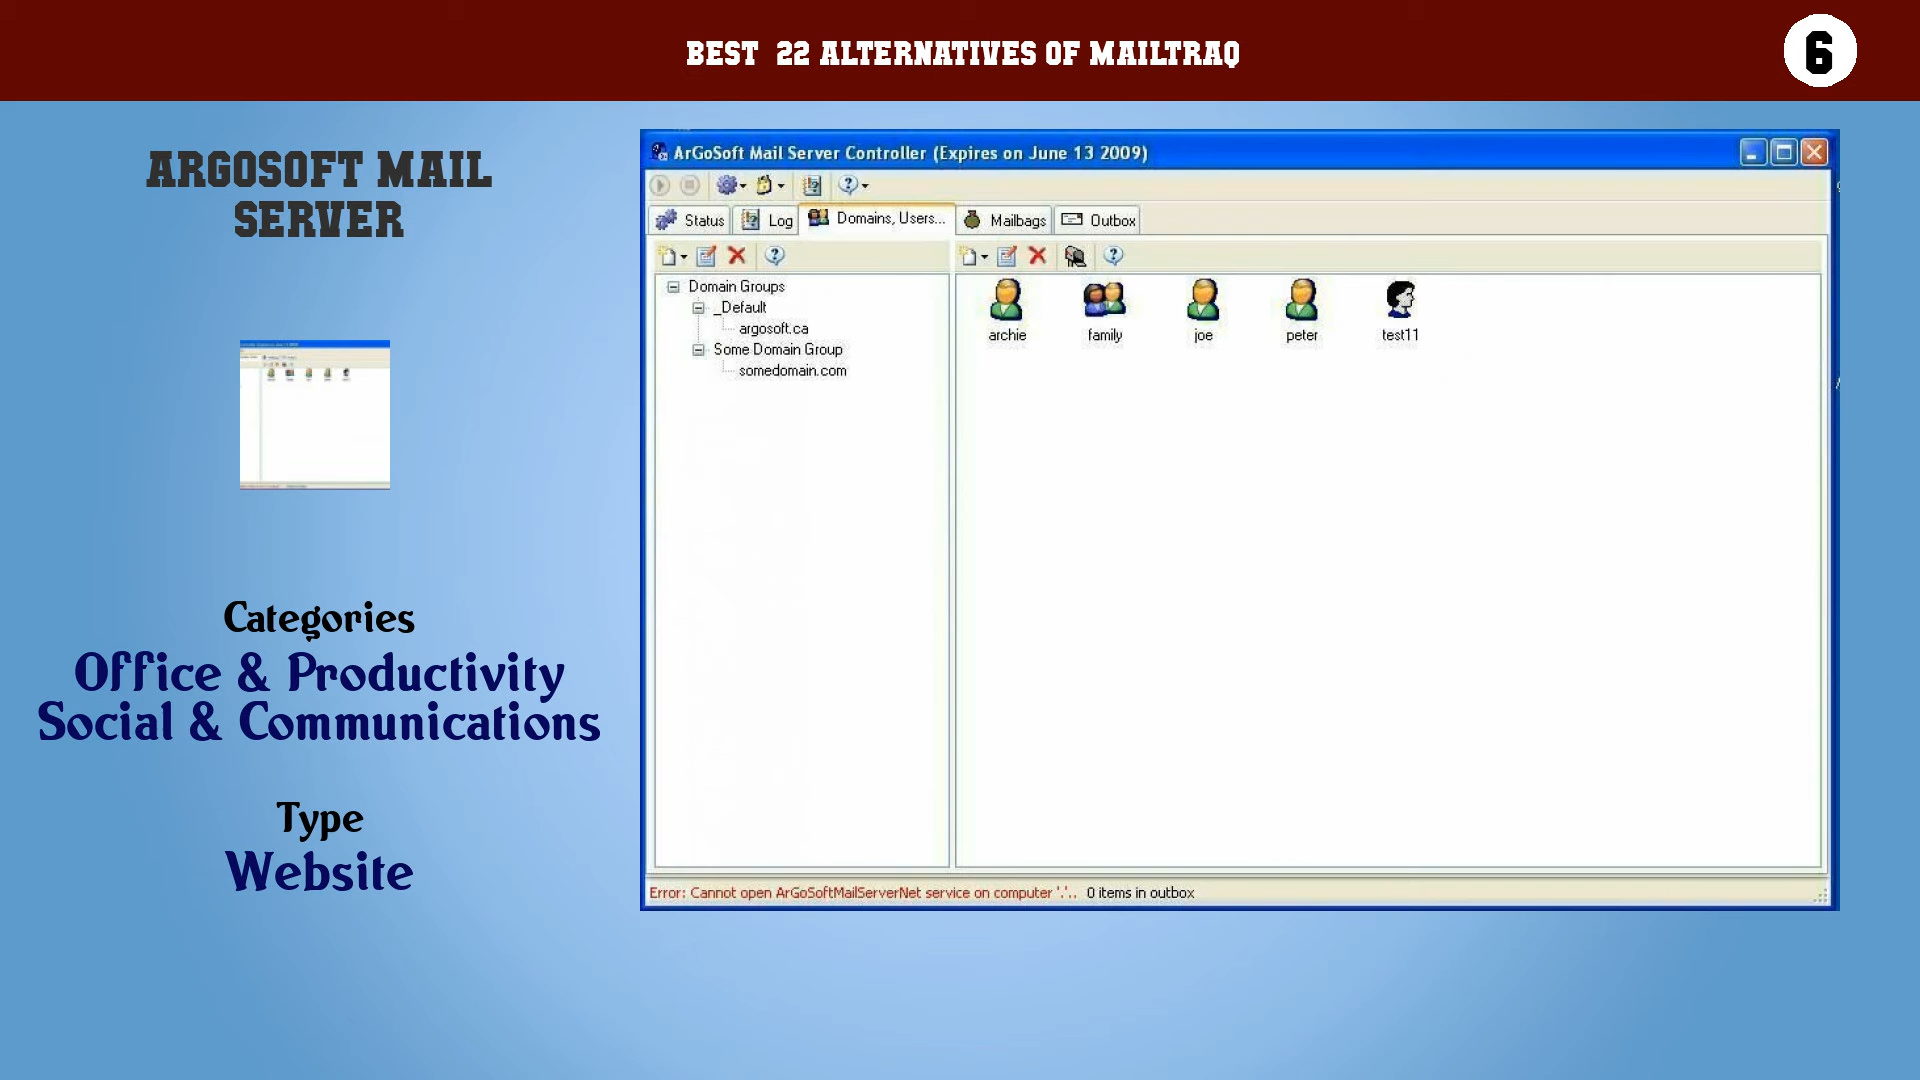 BEST 22 ALTERNATIVES OF MAILTRAQ
6
ARGOSOFT MAIL
SERVER
Categories
Office & Productivity
Social & Communications
Type
Website
ArGoSoft Mail Server Controller (Expires on June 13 2009)
Status Log Domains, Users... Mailbags Outbox
Domain Groups
_Default
argosoft.ca
Some Domain Group
somedomain.com
archie family joe peter test11
Error: Cannot open ArGoSoftMailServerNet service on computer '.'.. 0 items in outbox